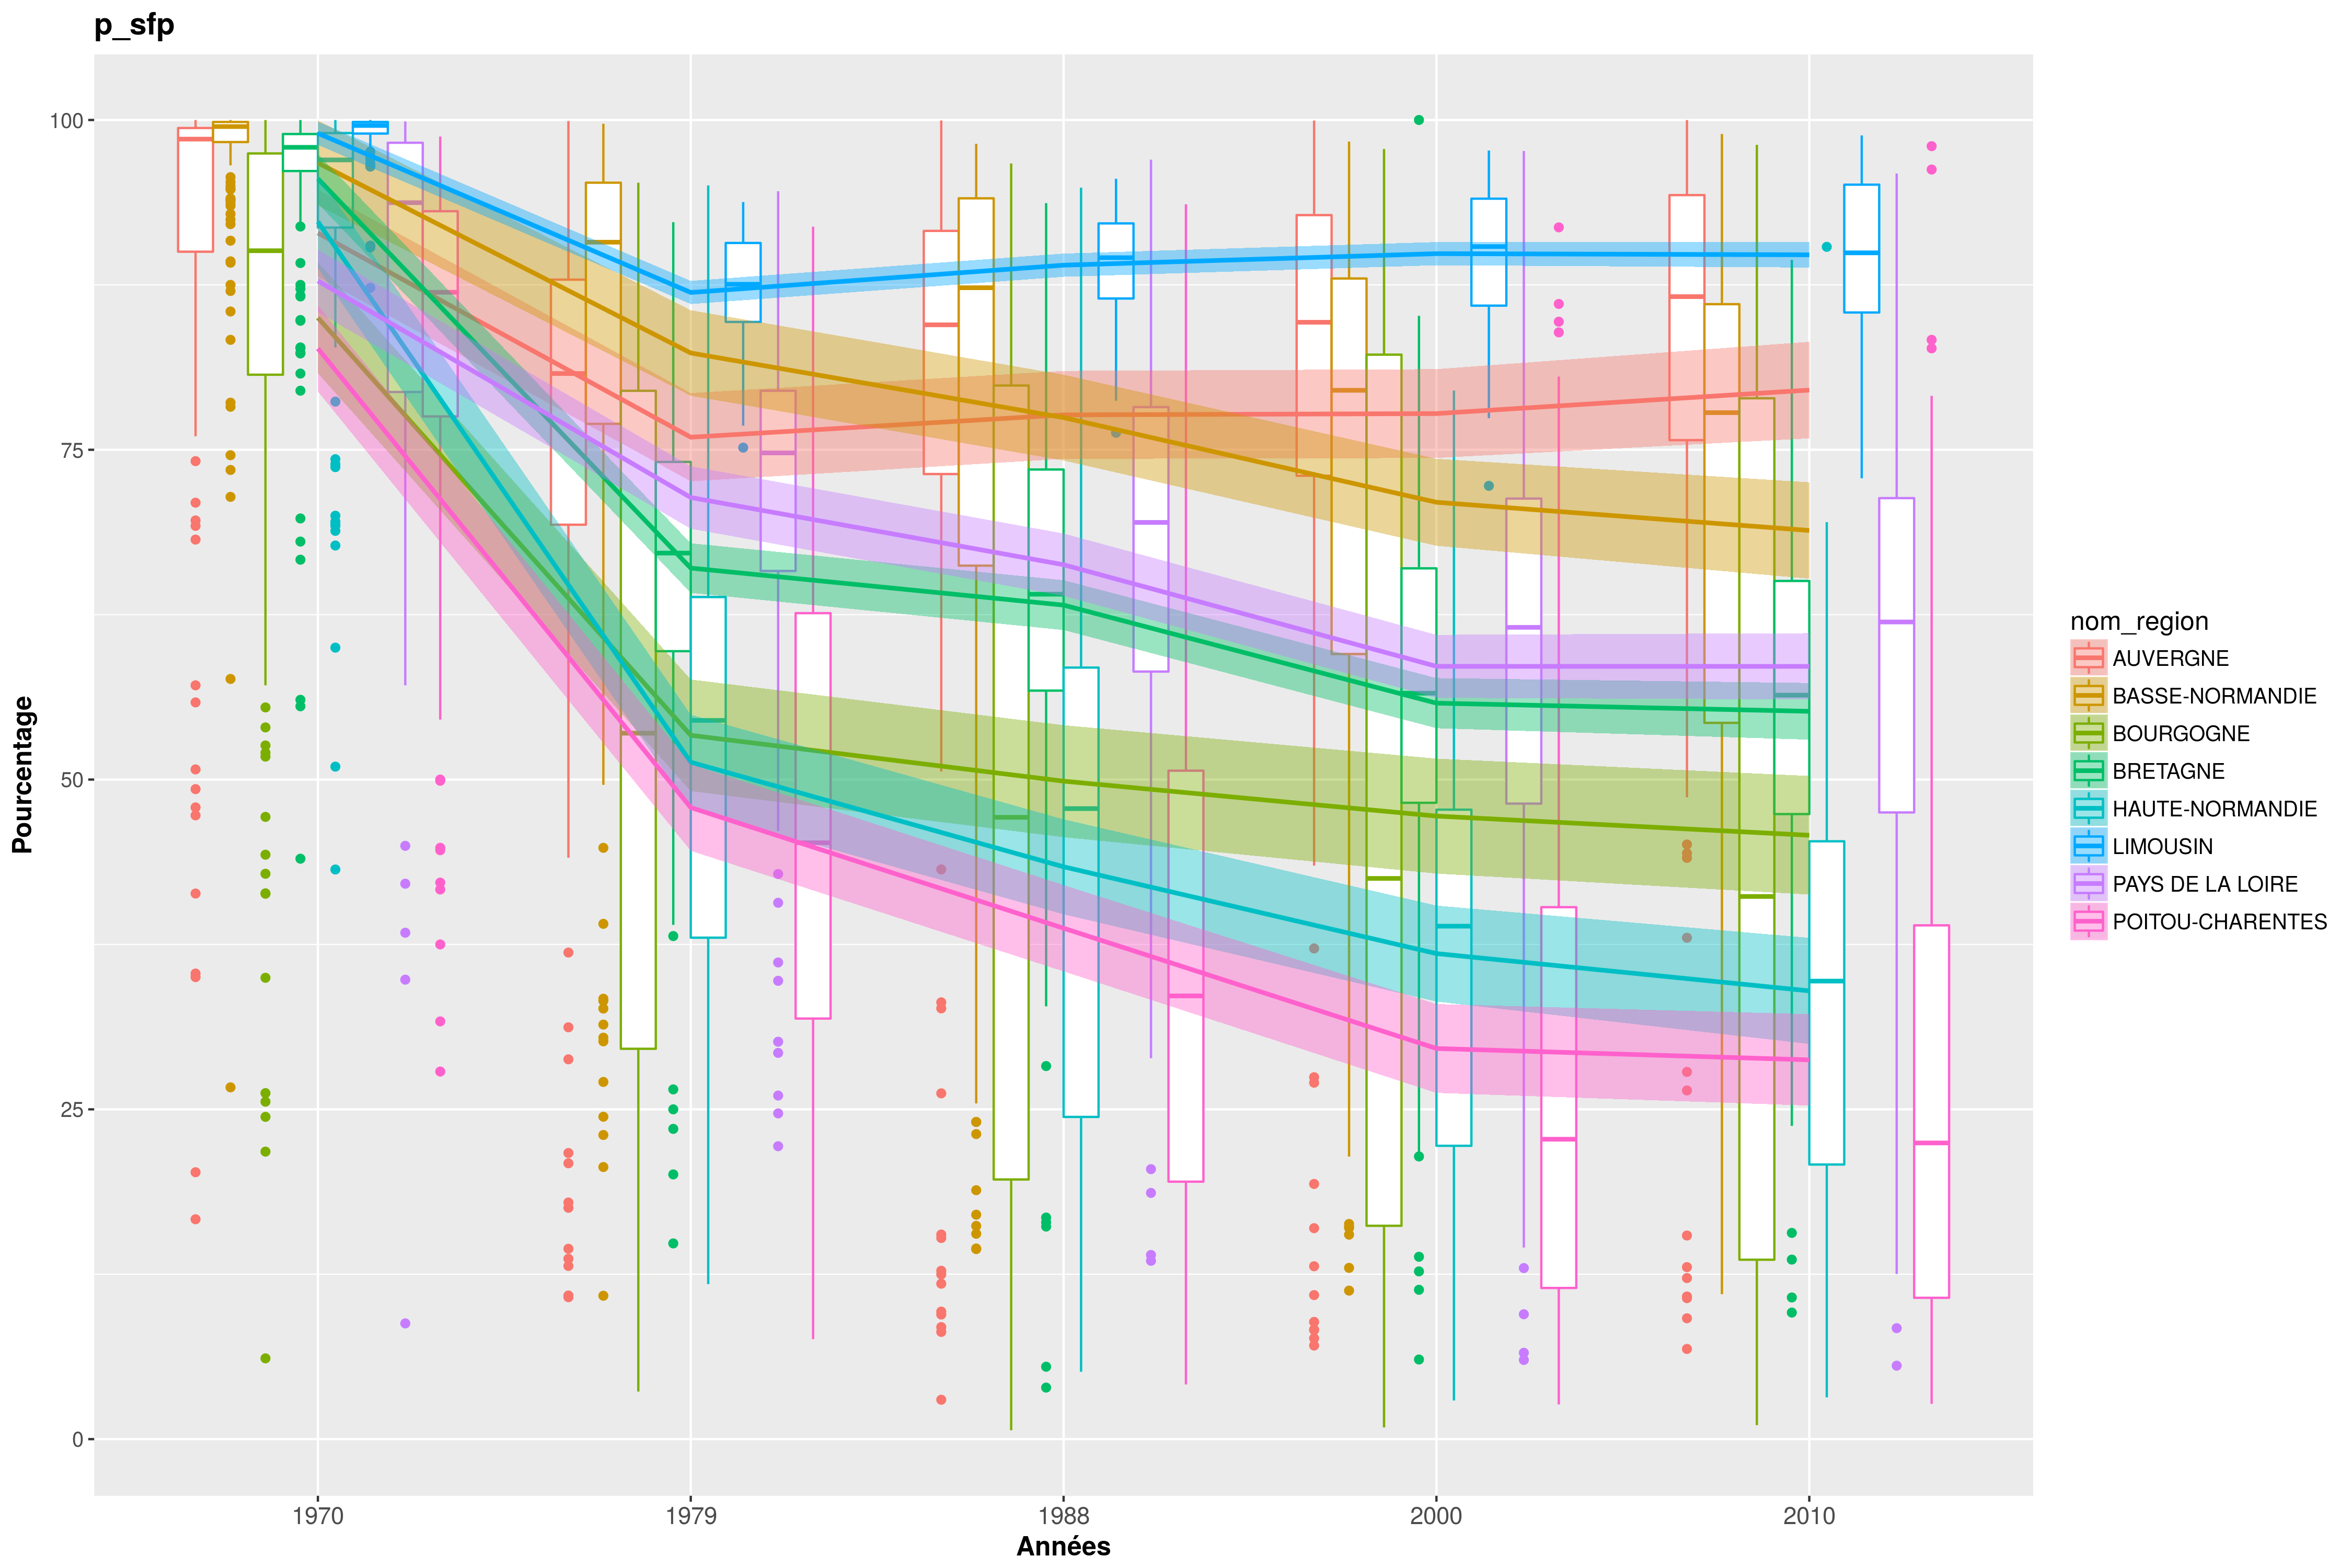 p_sfp
Pourcentage
100
75
50
25
0
1970 1979 1988 2000 2010
Années
nom_region
AUVERGNE
BASSE-NORMANDIE
BOURGOGNE
BRETAGNE
HAUTE-NORMANDIE
LIMOUSIN
PAYS DE LA LOIRE
POITOU-CHARENTES